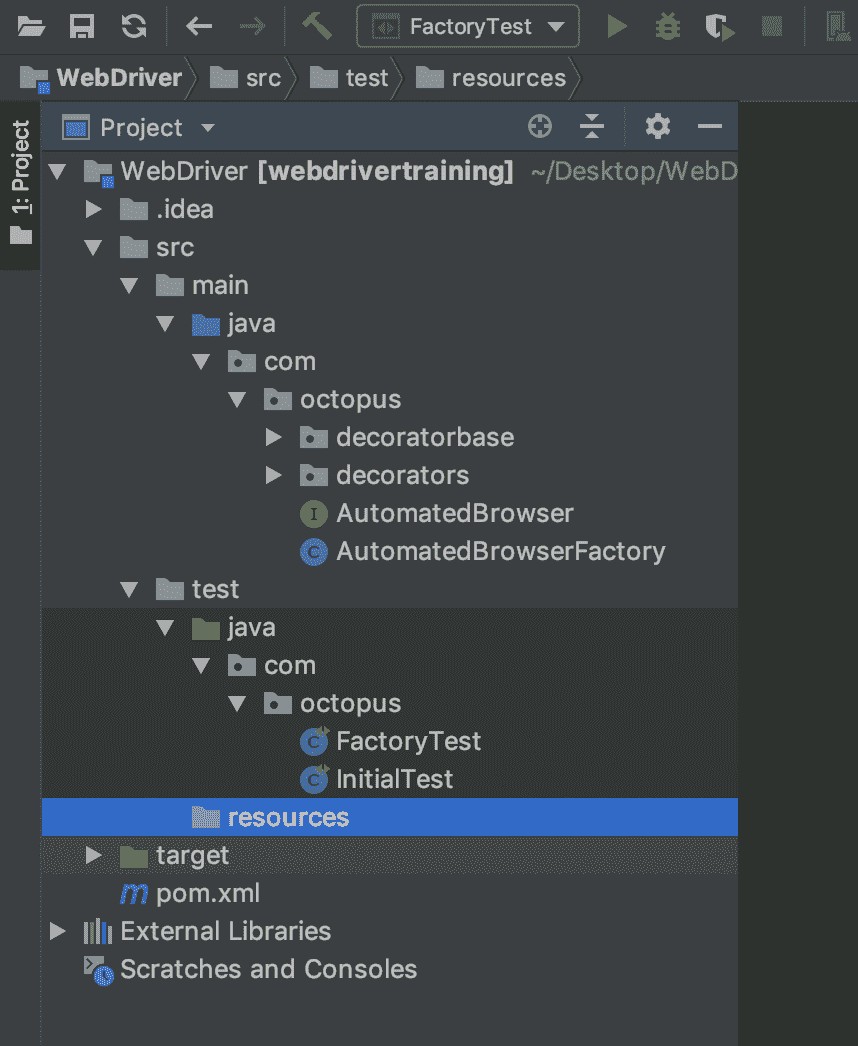 FactoryTest
WebDriver src test resources
1: Project
Project
WebDriver [webdrivertraining] ~/Desktop/WebD
.idea
src
main
java
com
octopus
decoratorbase
decorators
I AutomatedBrowser
C AutomatedBrowserFactory
test
java
com
octopus
C FactoryTest
C InitialTest
resources
target
m pom.xml
External Libraries
Scratches and Consoles